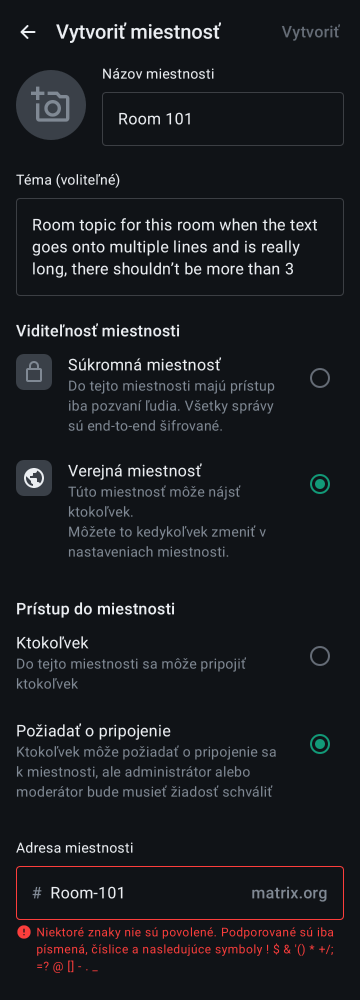 Vytvoriť miestnosť
Vytvoriť
Názov miestnosti
Room 101
Téma (voliteľné)
Room topic for this room when the text
goes onto multiple lines and is really
long, there shouldn’t be more than 3
Viditeľnosť miestnosti
Súkromná miestnosť
Do tejto miestnosti majú prístup
iba pozvaní ľudia. Všetky správy
sú end-to-end šifrované.
Verejná miestnosť
Túto miestnosť môže nájsť
ktokoľvek.
Môžete to kedykoľvek zmeniť v
nastaveniach miestnosti.
Prístup do miestnosti
Ktokoľvek
Do tejto miestnosti sa môže pripojiť
ktokoľvek
Požiadať o pripojenie
Ktokoľvek môže požiadať o pripojenie sa
k miestnosti, ale administrátor alebo
moderátor bude musieť žiadosť schváliť
Adresa miestnosti
# Room-101 matrix.org
Niektoré znaky nie sú povolené. Podporované sú iba
písmená, číslice a nasledujúce symboly ! $ & '() * +/;
=? @ [] - . _